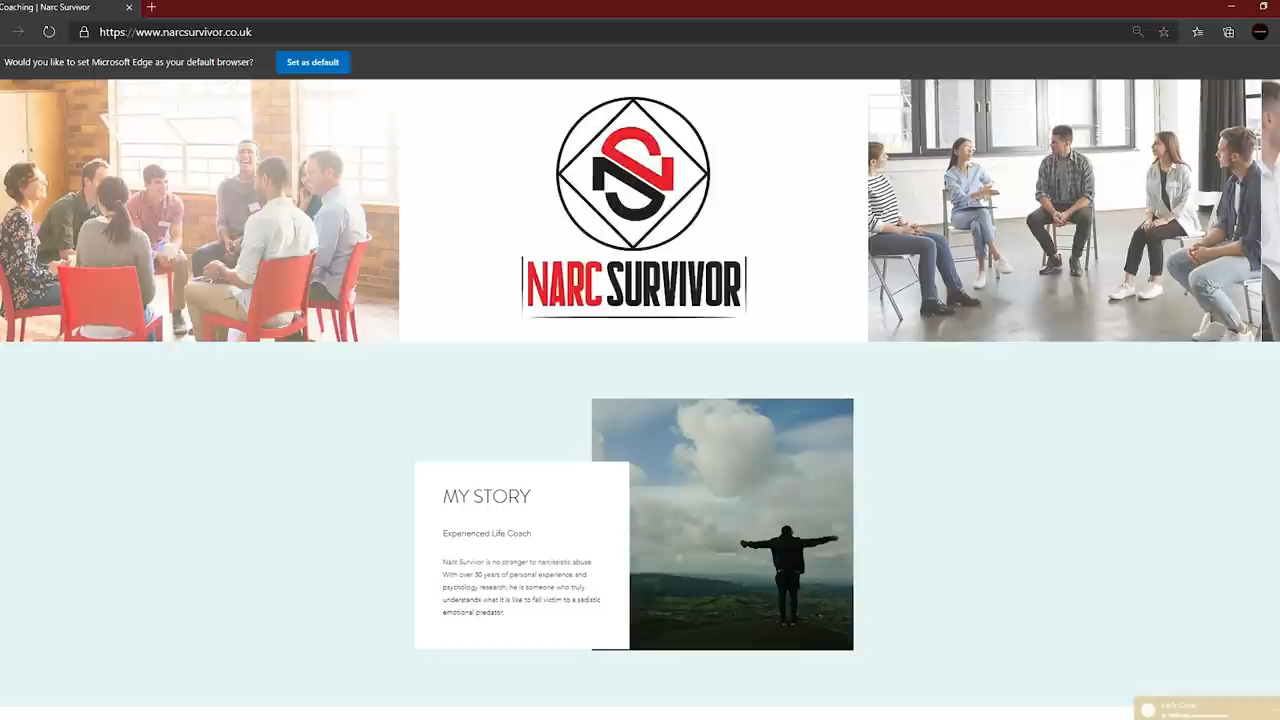 Coaching | Narc Survivor
https://www.narcsurvivor.co.uk
Would you like to set Microsoft Edge as your default browser?
Set as default
NARC SURVIVOR
MY STORY
Experienced Life Coach
Narc Survivor is no stranger to narcissistic abuse.
With over 30 years of personal experience and
psychology research, he is someone who truly
understands what it is like to fall victim to a sadistic
emotional predator.
Let's Chat